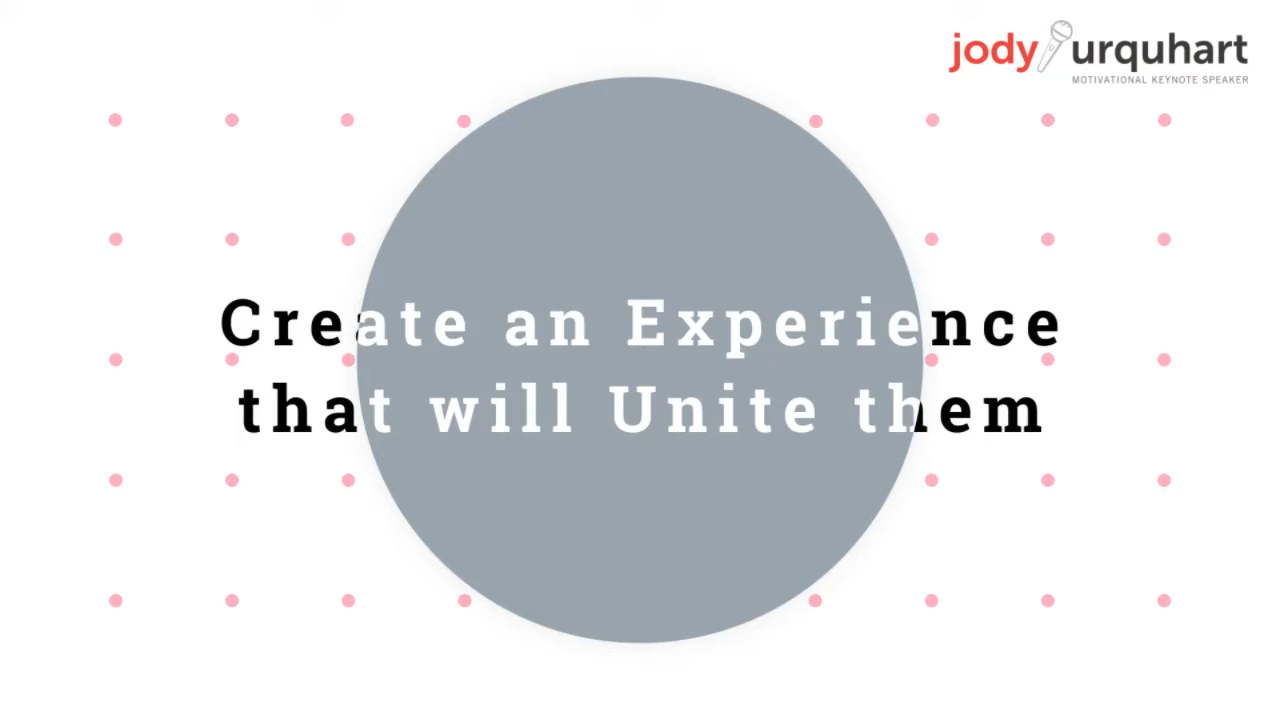 jody urquhart
MOTIVATIONAL KEYNOTE SPEAKER
Create an Experience
that will Unite them